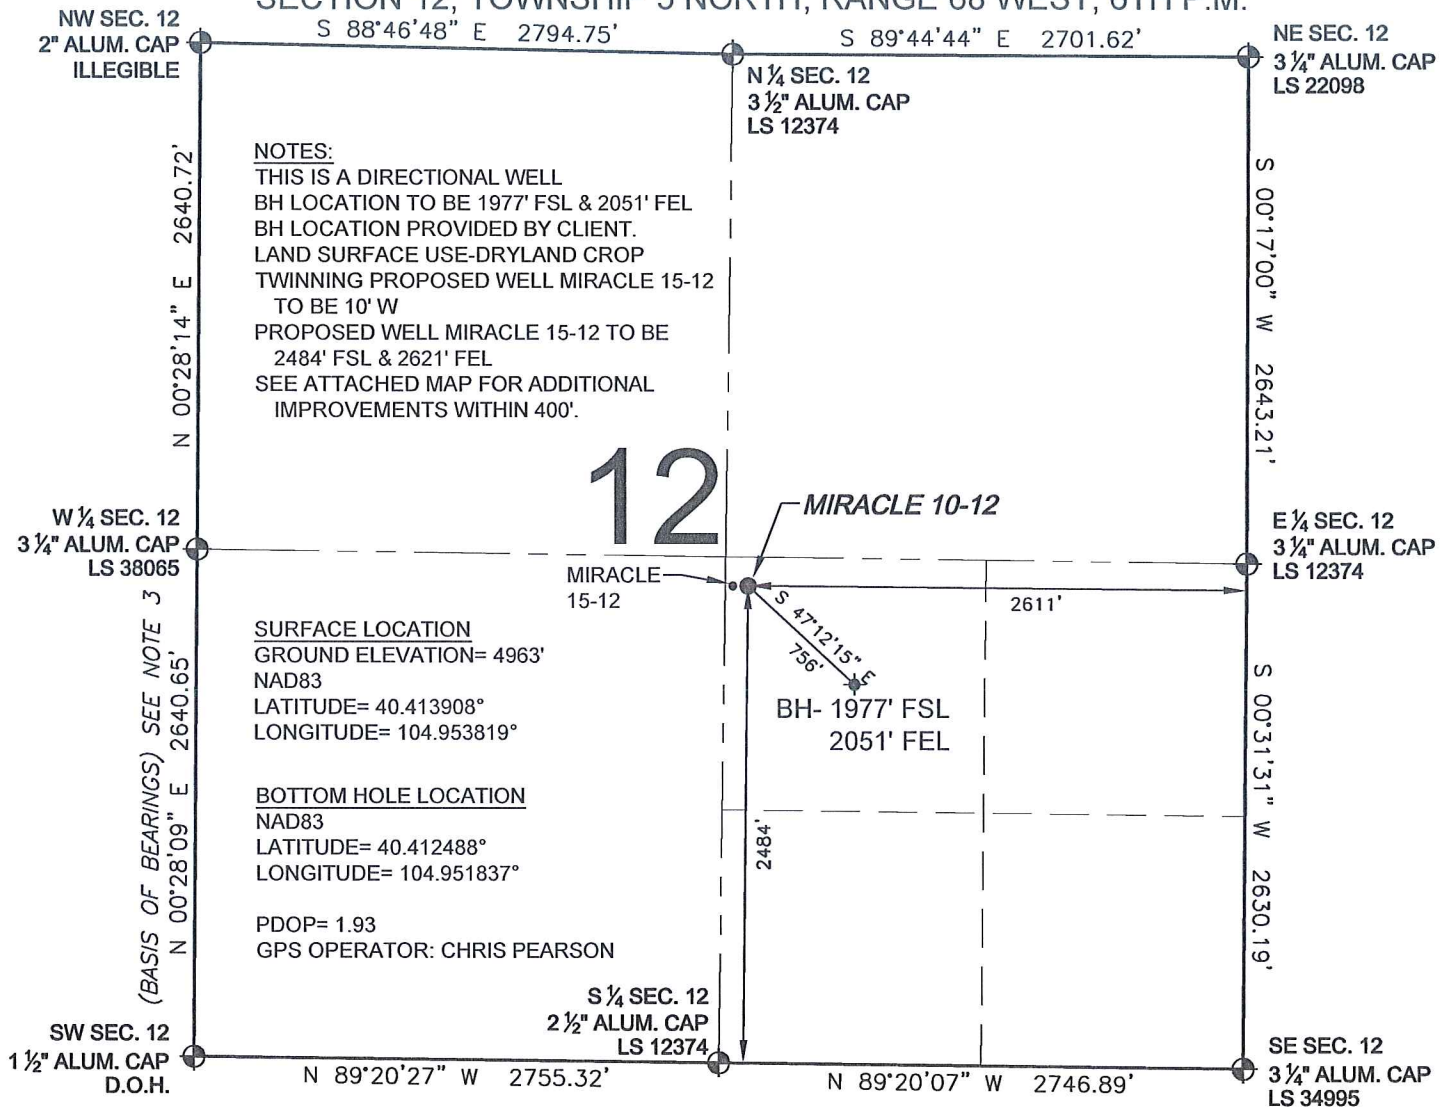 SECTION 12, TOWNSHIP 5 NORTH, RANGE 68 WEST, 6TH P.M.
NW SEC. 12
2" ALUM. CAP
ILLEGIBLE
S 88°46'48" E 2794.75'
S 89°44'44" E 2701.62'
NE SEC. 12
3 ¼" ALUM. CAP
LS 22098
N ¼ SEC. 12
3 ½" ALUM. CAP
LS 12374
N 00°28'14" E 2640.72'
NOTES:
THIS IS A DIRECTIONAL WELL
BH LOCATION TO BE 1977' FSL & 2051' FEL
BH LOCATION PROVIDED BY CLIENT.
LAND SURFACE USE-DRYLAND CROP
TWINNING PROPOSED WELL MIRACLE 15-12
TO BE 10' W
PROPOSED WELL MIRACLE 15-12 TO BE
2484' FSL & 2621' FEL
SEE ATTACHED MAP FOR ADDITIONAL
IMPROVEMENTS WITHIN 400'.
S 00°17'00" W 2643.21'
12
MIRACLE 10-12
W ¼ SEC. 12
3 ¼" ALUM. CAP
LS 38065
E ¼ SEC. 12
3 ¼" ALUM. CAP
LS 12374
MIRACLE
15-12
2611'
S 47°12'15" E
756'
BH- 1977' FSL
2051' FEL
(BASIS OF BEARINGS) SEE NOTE 3
N 00°28'09" E 2640.65'
SURFACE LOCATION
GROUND ELEVATION= 4963'
NAD83
LATITUDE= 40.413908°
LONGITUDE= 104.953819°
BOTTOM HOLE LOCATION
NAD83
LATITUDE= 40.412488°
LONGITUDE= 104.951837°
PDOP= 1.93
GPS OPERATOR: CHRIS PEARSON
2484'
S 00°31'31" W 2630.19'
S ¼ SEC. 12
2 ½" ALUM. CAP
LS 12374
SW SEC. 12
1 ½" ALUM. CAP
D.O.H.
N 89°20'27" W 2755.32'
N 89°20'07" W 2746.89'
SE SEC. 12
3 ¼" ALUM. CAP
LS 34995